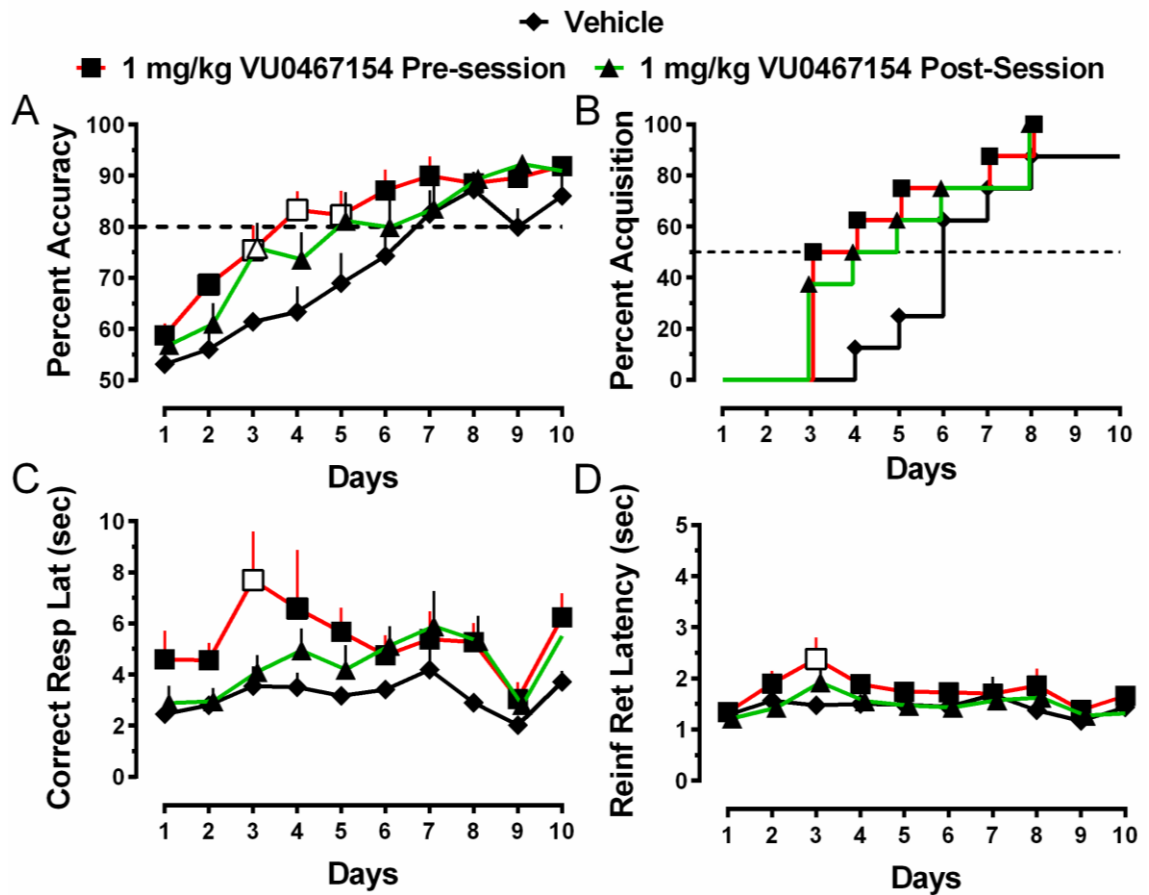 Vehicle
1 mg/kg VU0467154 Pre-session 1 mg/kg VU0467154 Post-Session
A
Percent Accuracy
100
90
80
70
60
50
1 2 3 4 5 6 7 8 9 10
Days
B
Percent Acquisition
100
80
60
40
20
0
1 2 3 4 5 6 7 8 9 10
Days
C
Correct Resp Lat (sec)
10
8
6
4
2
0
1 2 3 4 5 6 7 8 9 10
Days
D
Reinf Ret Latency (sec)
5
4
3
2
1
0
1 2 3 4 5 6 7 8 9 10
Days